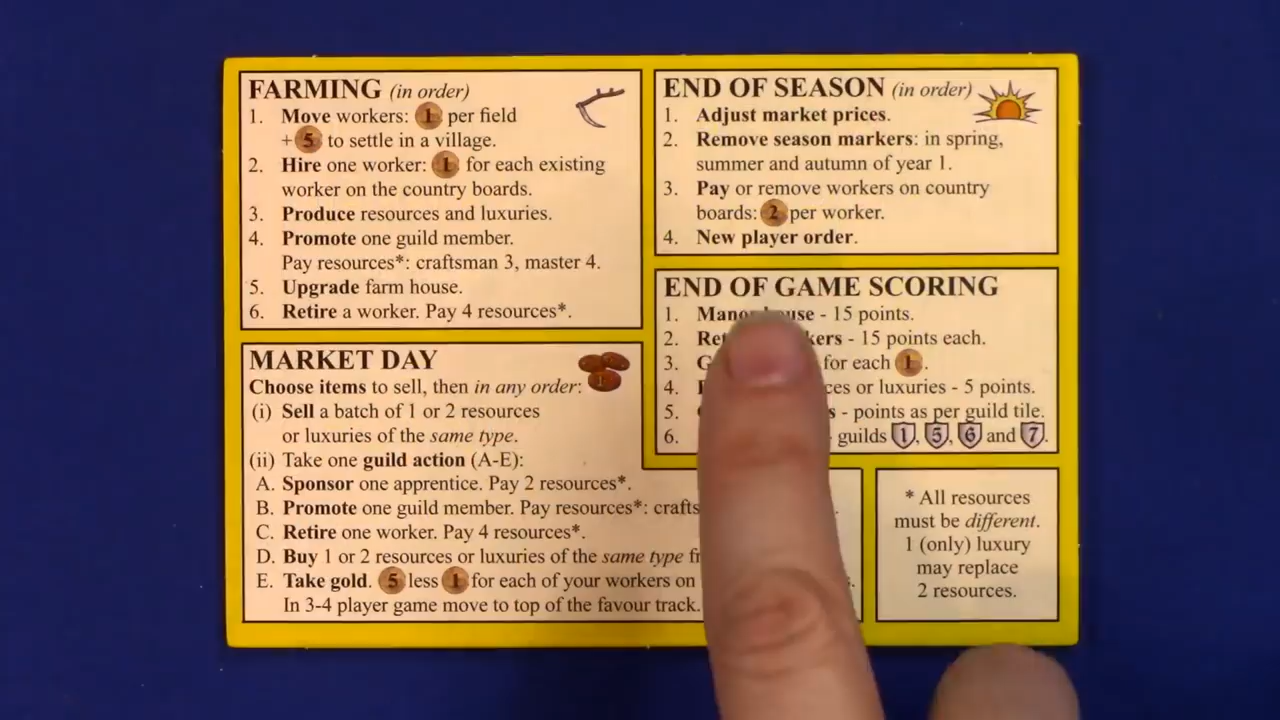 FARMING (in order)
1. Move workers: 1 per field
+ 5 to settle in a village.
2. Hire one worker: 1 for each existing
worker on the country boards.
3. Produce resources and luxuries.
4. Promote one guild member.
Pay resources*: craftsman 3, master 4.
5. Upgrade farm house.
6. Retire a worker. Pay 4 resources*.
MARKET DAY
Choose items to sell, then in any order:
(i) Sell a batch of 1 or 2 resources
or luxuries of the same type.
(ii) Take one guild action (A-E):
A. Sponsor one apprentice. Pay 2 resources*.
B. Promote one guild member. Pay resources*:
C. Retire one worker. Pay 4 resources*.
D. Buy 1 or 2 resources or luxuries of the same type
E. Take gold. 5 less 1 for each of your workers on
In 3-4 player game move to top of the favour track.
END OF SEASON (in order)
1. Adjust market prices.
2. Remove season markers: in spring,
summer and autumn of year 1.
3. Pay or remove workers on country
boards: 2 per worker.
4. New player order.
END OF GAME SCORING
1. - 15 points.
2. - 15 points each.
3. for each 1.
4. or luxuries - 5 points.
5. - points as per guild tile.
6. guilds 1, 5, 6 and 7.
* All resources
must be different.
1 (only) luxury
may replace
2 resources.